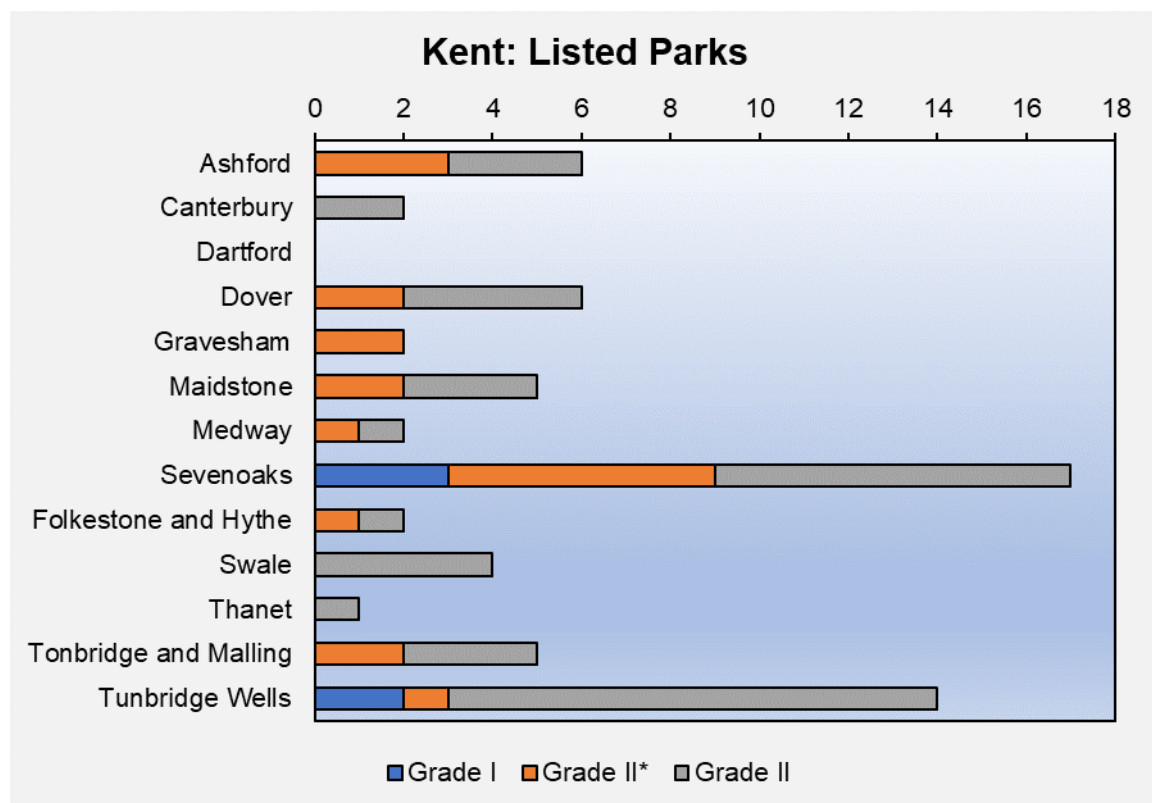 Kent: Listed Parks
0 2 4 6 8 10 12 14 16 18
Ashford
Canterbury
Dartford
Dover
Gravesham
Maidstone
Medway
Sevenoaks
Folkestone and Hythe
Swale
Thanet
Tonbridge and Malling
Tunbridge Wells
Grade I Grade II* Grade II